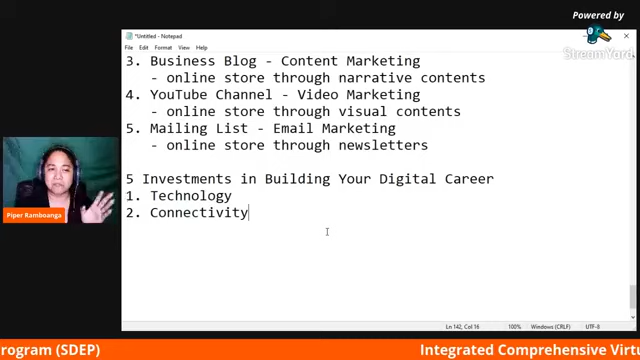 Powered by
StreamYard
*Untitled - Notepad
File Edit Format View Help
3. Business Blog - Content Marketing
- online store through narrative contents
4. YouTube Channel - Video Marketing
- online store through visual contents
5. Mailing List - Email Marketing
- online store through newsletters
5 Investments in Building Your Digital Career
1. Technology
2. Connectivity
Piper Ramboanga
Ln 142, Col 16 100% Windows (CRLF) UTF-8
rogram (SDEP) Integrated Comprehensive Virtu